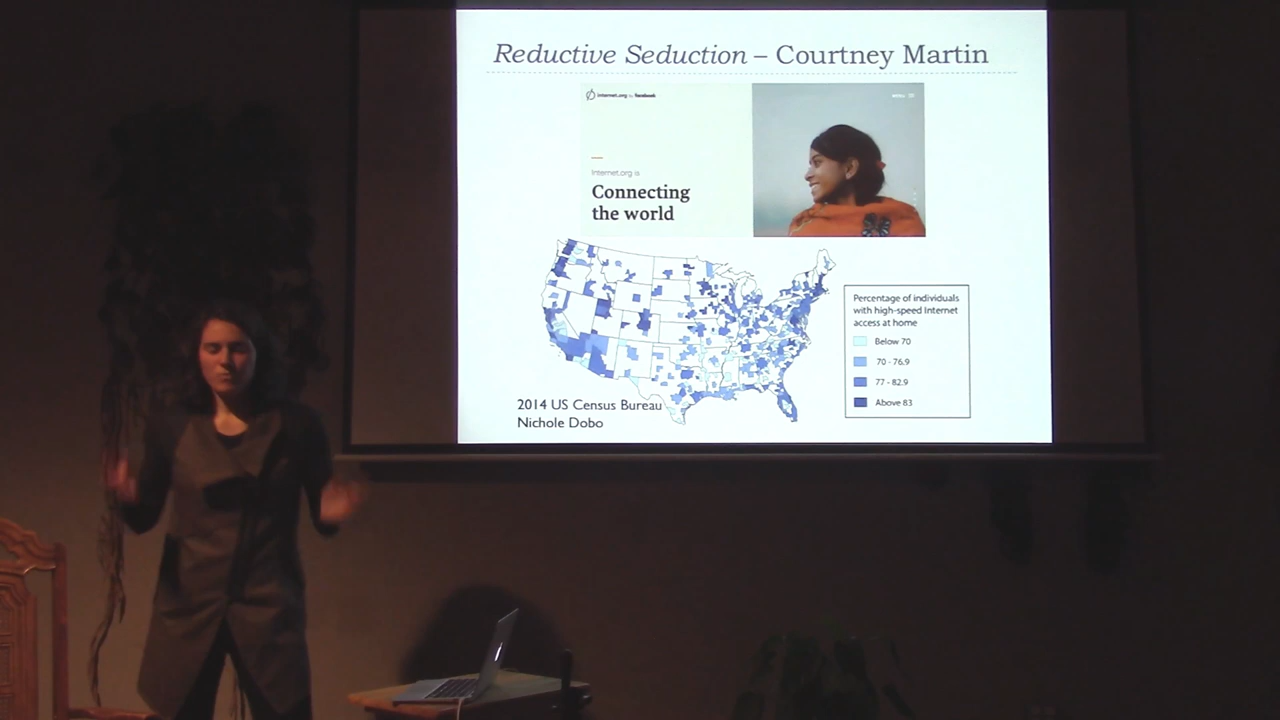 Reductive Seduction – Courtney Martin
internet.org by facebook
MENU
Internet.org is
Connecting
the world
Percentage of individuals
with high-speed Internet
access at home
Below 70
70 - 76.9
77 - 82.9
Above 83
2014 US Census Bureau
Nichole Dobo